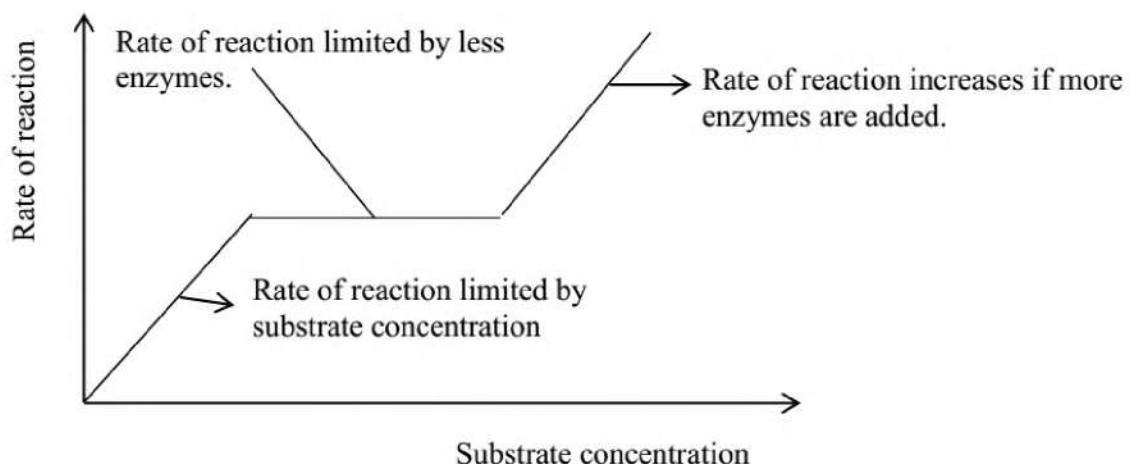 Rate of reaction
Rate of reaction limited by less
enzymes.
Rate of reaction increases if more
enzymes are added.
Rate of reaction limited by
substrate concentration
Substrate concentration